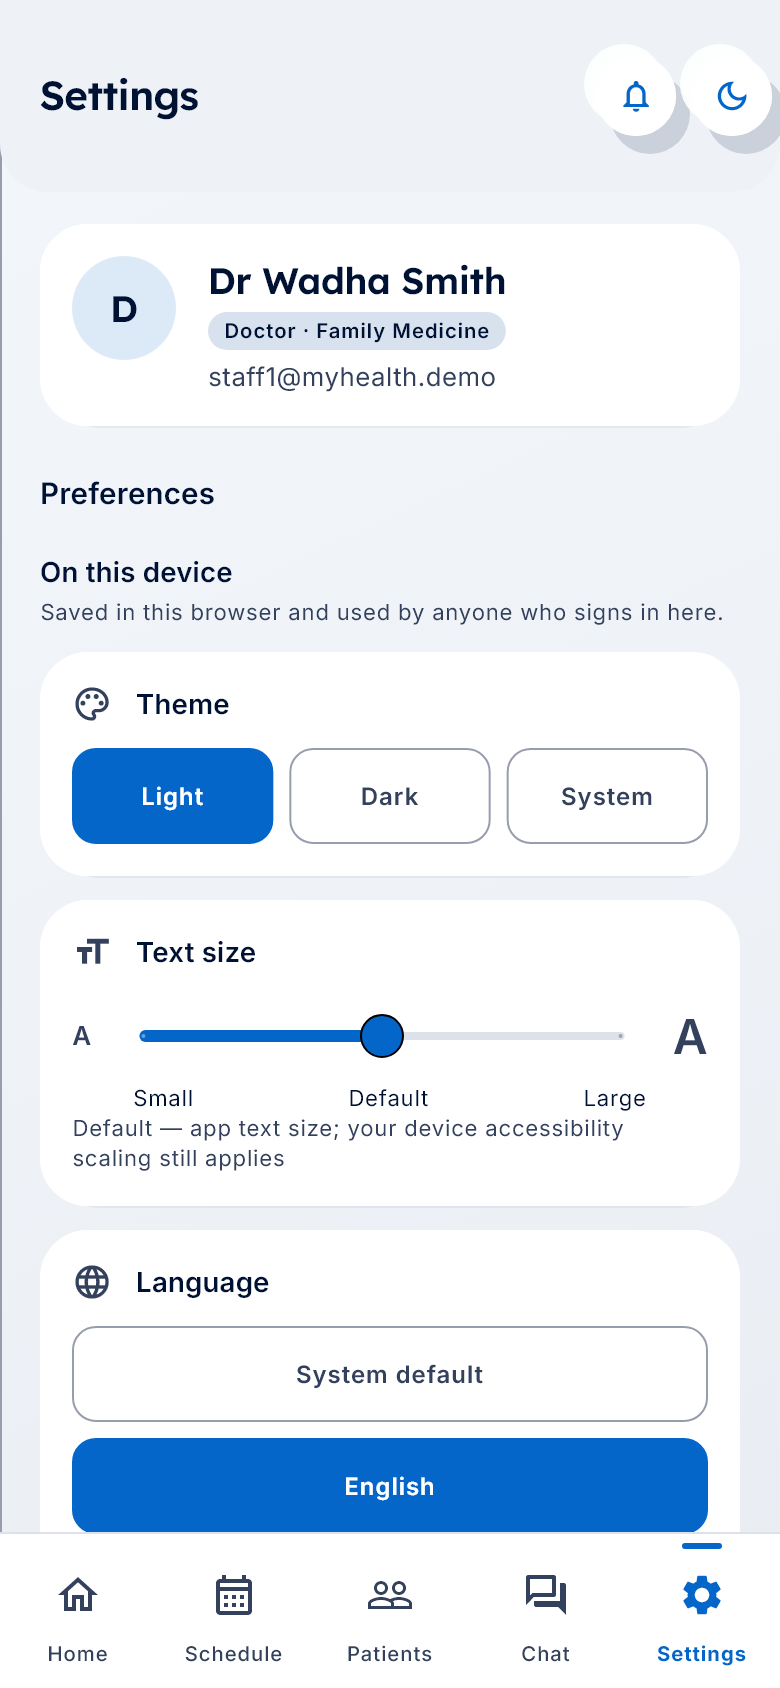 Settings
D
Dr Wadha Smith
Doctor · Family Medicine
staff1@myhealth.demo
Preferences
On this device
Saved in this browser and used by anyone who signs in here.
Theme
Light
Dark
System
Text size
A
A
Small
Default
Large
Default — app text size; your device accessibility
scaling still applies
Language
System default
English
Home
Schedule
Patients
Chat
Settings